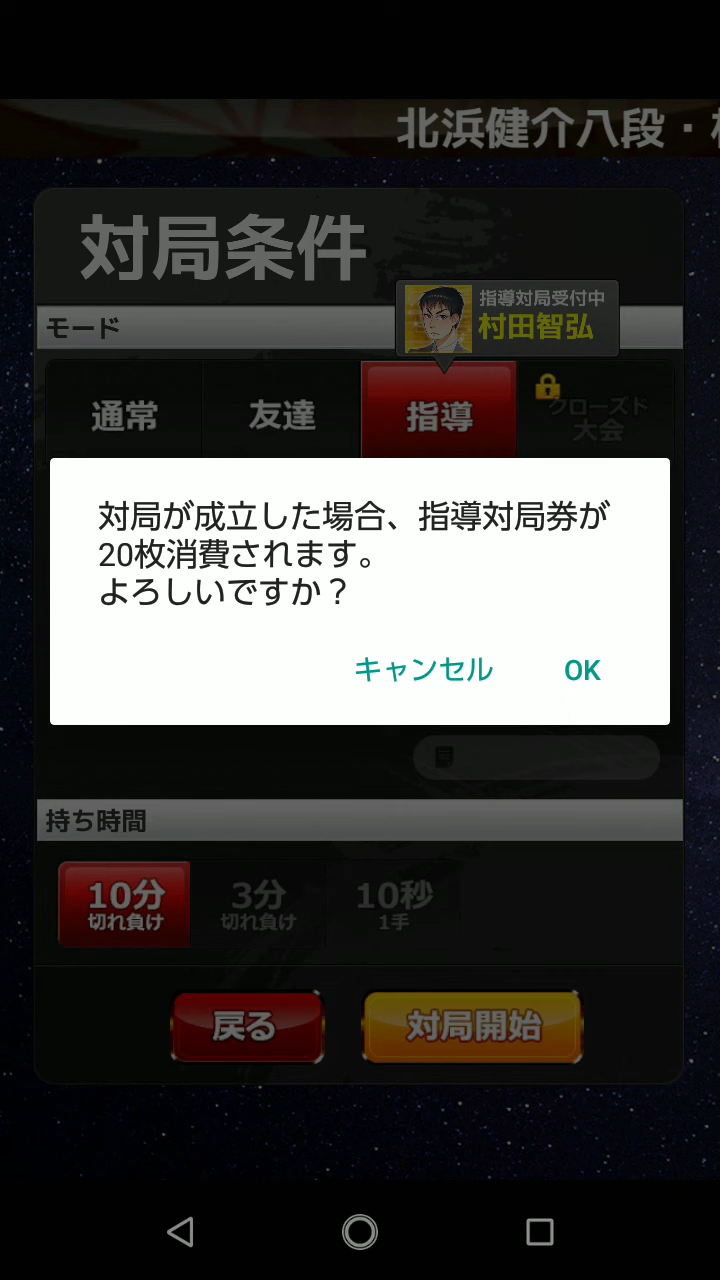 北浜健介八段・
対局条件
指導対局受付中
村田智弘
モード
通常
友達
指導
クローズド
大会
対局が成立した場合、指導対局券が
20枚消費されます。
よろしいですか？
キャンセル
OK
持ち時間
10分
切れ負け
3分
切れ負け
10秒
1手
戻る
対局開始